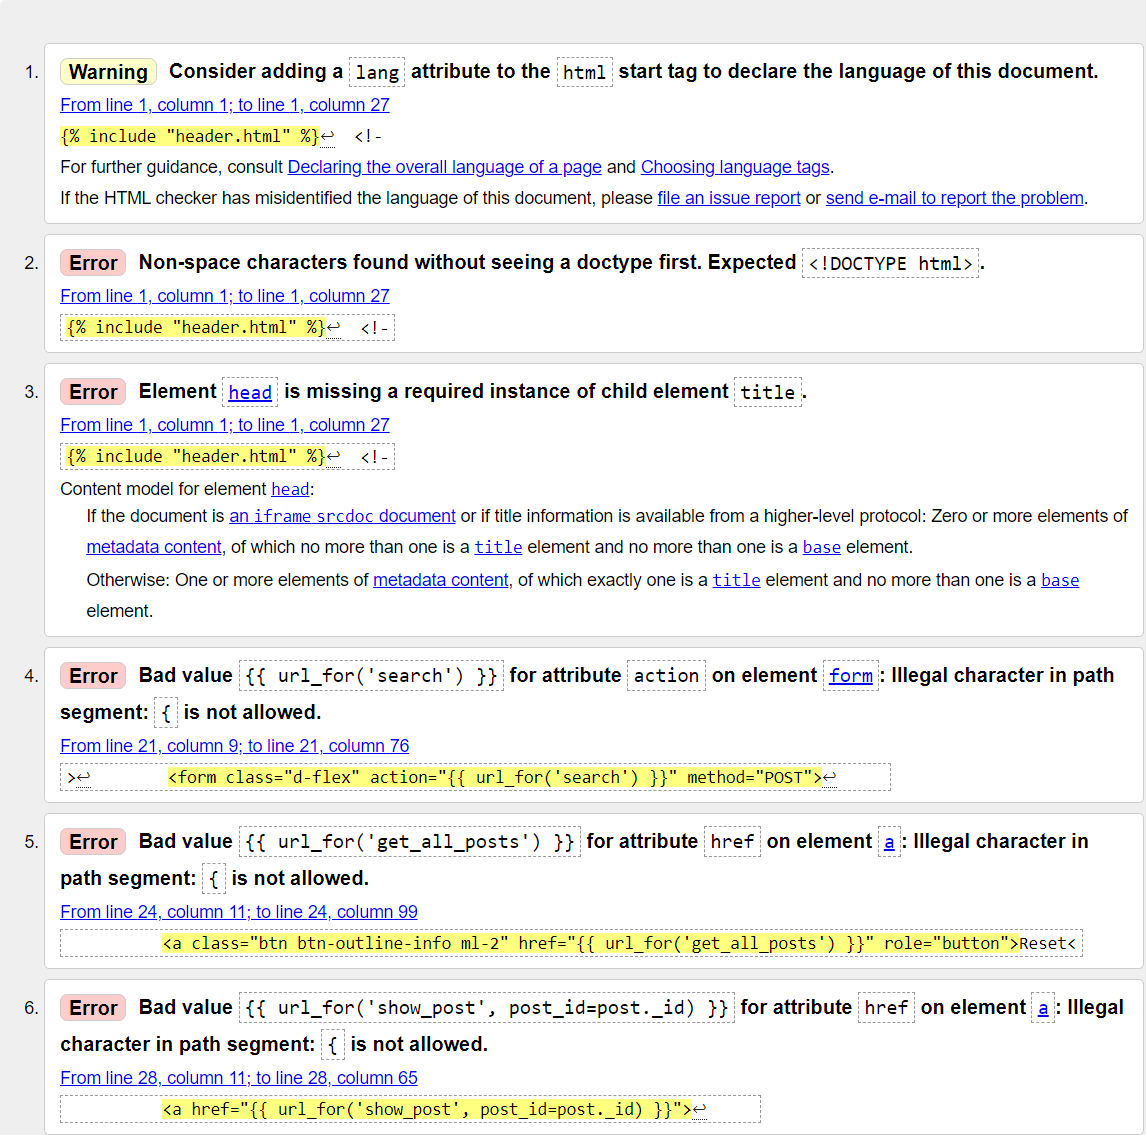 1. Warning Consider adding a lang attribute to the html start tag to declare the language of this document.
From line 1, column 1; to line 1, column 27
{% include "header.html" %}↩ <!-
For further guidance, consult Declaring the overall language of a page and Choosing language tags.
If the HTML checker has misidentified the language of this document, please file an issue report or send e-mail to report the problem.
2. Error Non-space characters found without seeing a doctype first. Expected <!DOCTYPE html>.
From line 1, column 1; to line 1, column 27
{% include "header.html" %}↩ <!-
3. Error Element head is missing a required instance of child element title.
From line 1, column 1; to line 1, column 27
{% include "header.html" %}↩ <!-
Content model for element head:
If the document is an iframe srcdoc document or if title information is available from a higher-level protocol: Zero or more elements of
metadata content, of which no more than one is a title element and no more than one is a base element.
Otherwise: One or more elements of metadata content, of which exactly one is a title element and no more than one is a base
element.
4. Error Bad value {{ url_for('search') }} for attribute action on element form: Illegal character in path
segment: { is not allowed.
From line 21, column 9; to line 21, column 76
>↩ <form class="d-flex" action="{{ url_for('search') }}" method="POST">↩
5. Error Bad value {{ url_for('get_all_posts') }} for attribute href on element a: Illegal character in
path segment: { is not allowed.
From line 24, column 11; to line 24, column 99
<a class="btn btn-outline-info ml-2" href="{{ url_for('get_all_posts') }}" role="button">Reset<
6. Error Bad value {{ url_for('show_post', post_id=post._id) }} for attribute href on element a: Illegal
character in path segment: { is not allowed.
From line 28, column 11; to line 28, column 65
<a href="{{ url_for('show_post', post_id=post._id) }}">↩